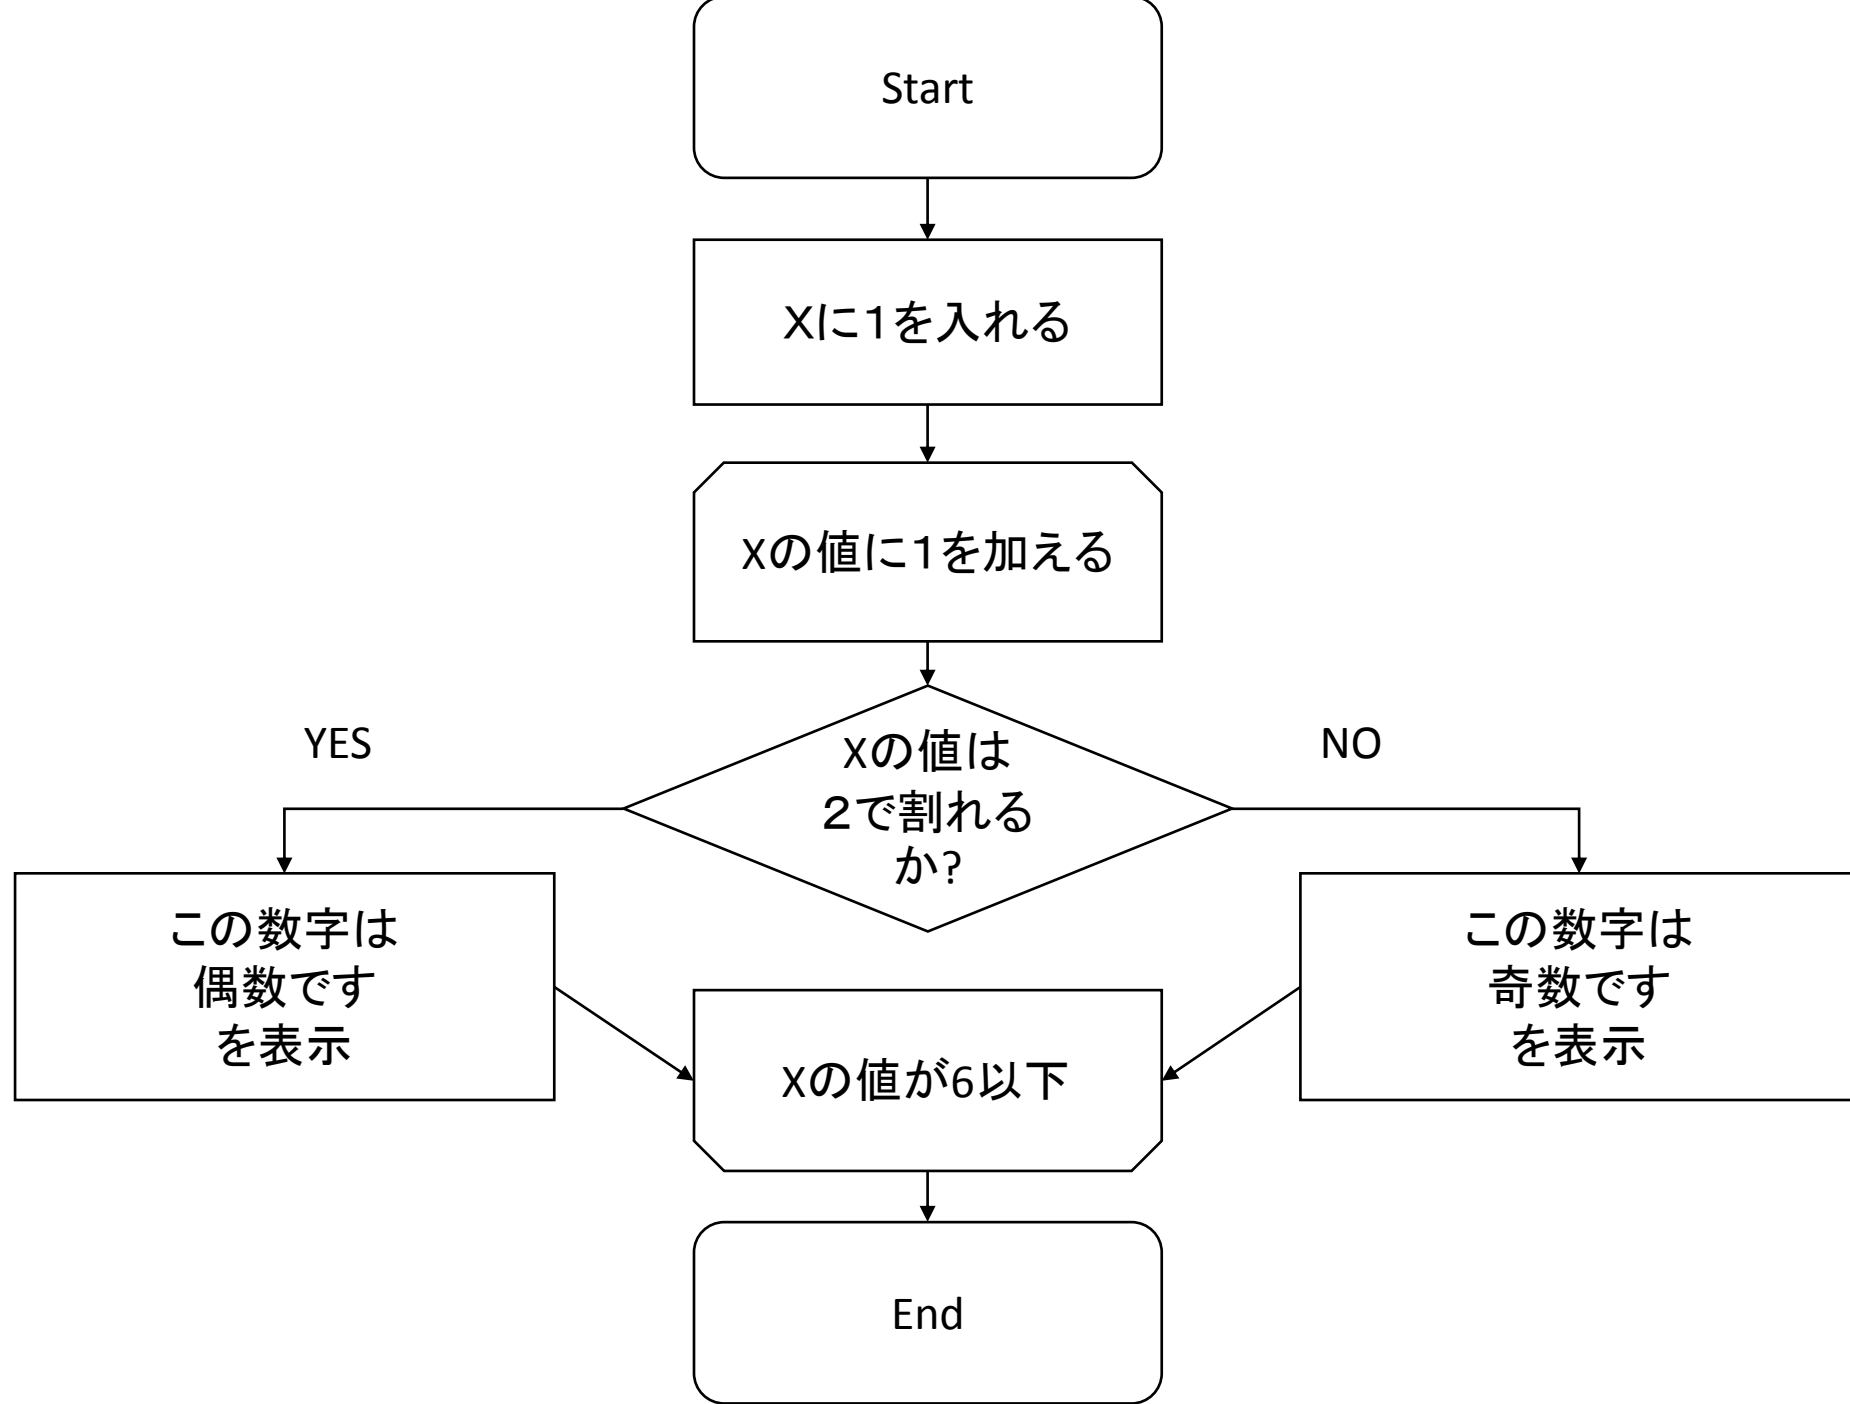 Start
Xに1を入れる
Xの値に1を加える
YES
Xの値は
２で割れる
か?
NO
この数字は
偶数です
を表示
この数字は
奇数です
を表示
Xの値が6以下
End